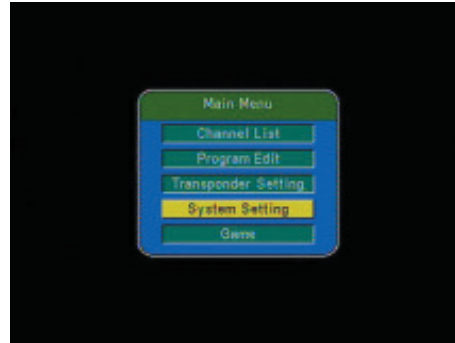 Main Menu
Channel List
Program Edit
Transponder Setting
System Setting
Game